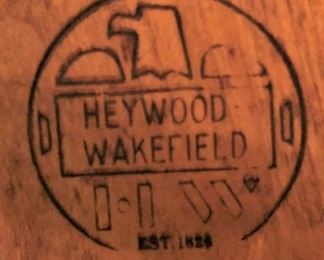 HEYWOOD
WAKEFIELD
H W
EST. 1826